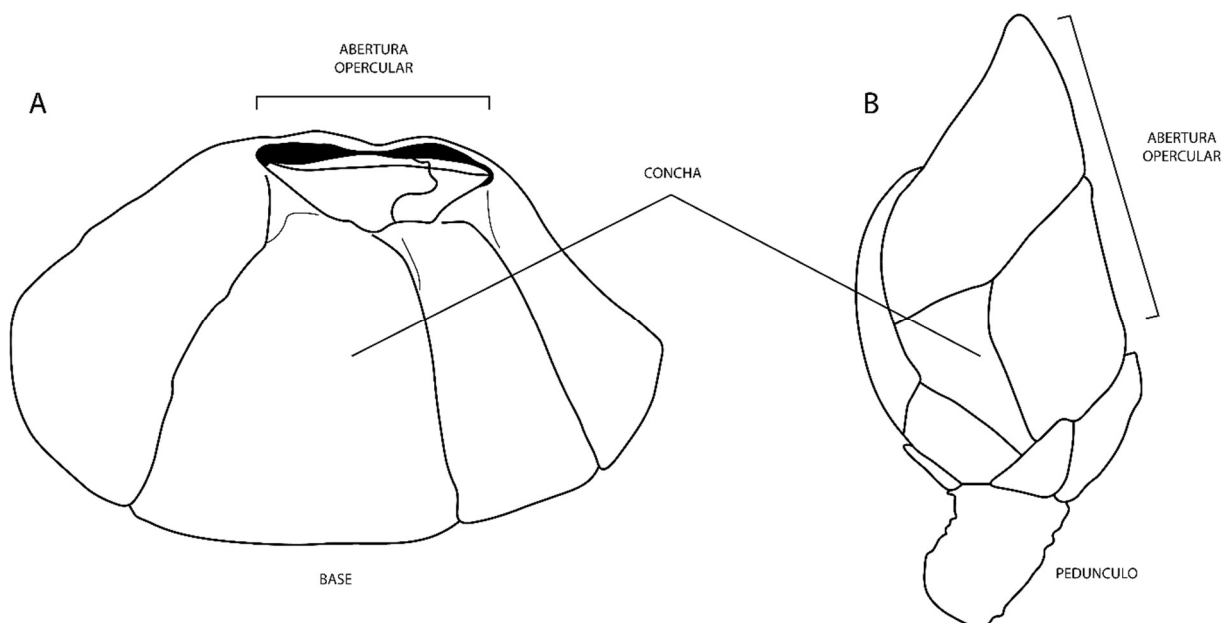 ABERTURA
OPERCULAR
A
B
ABERTURA
OPERCULAR
CONCHA
BASE
PEDUNCULO